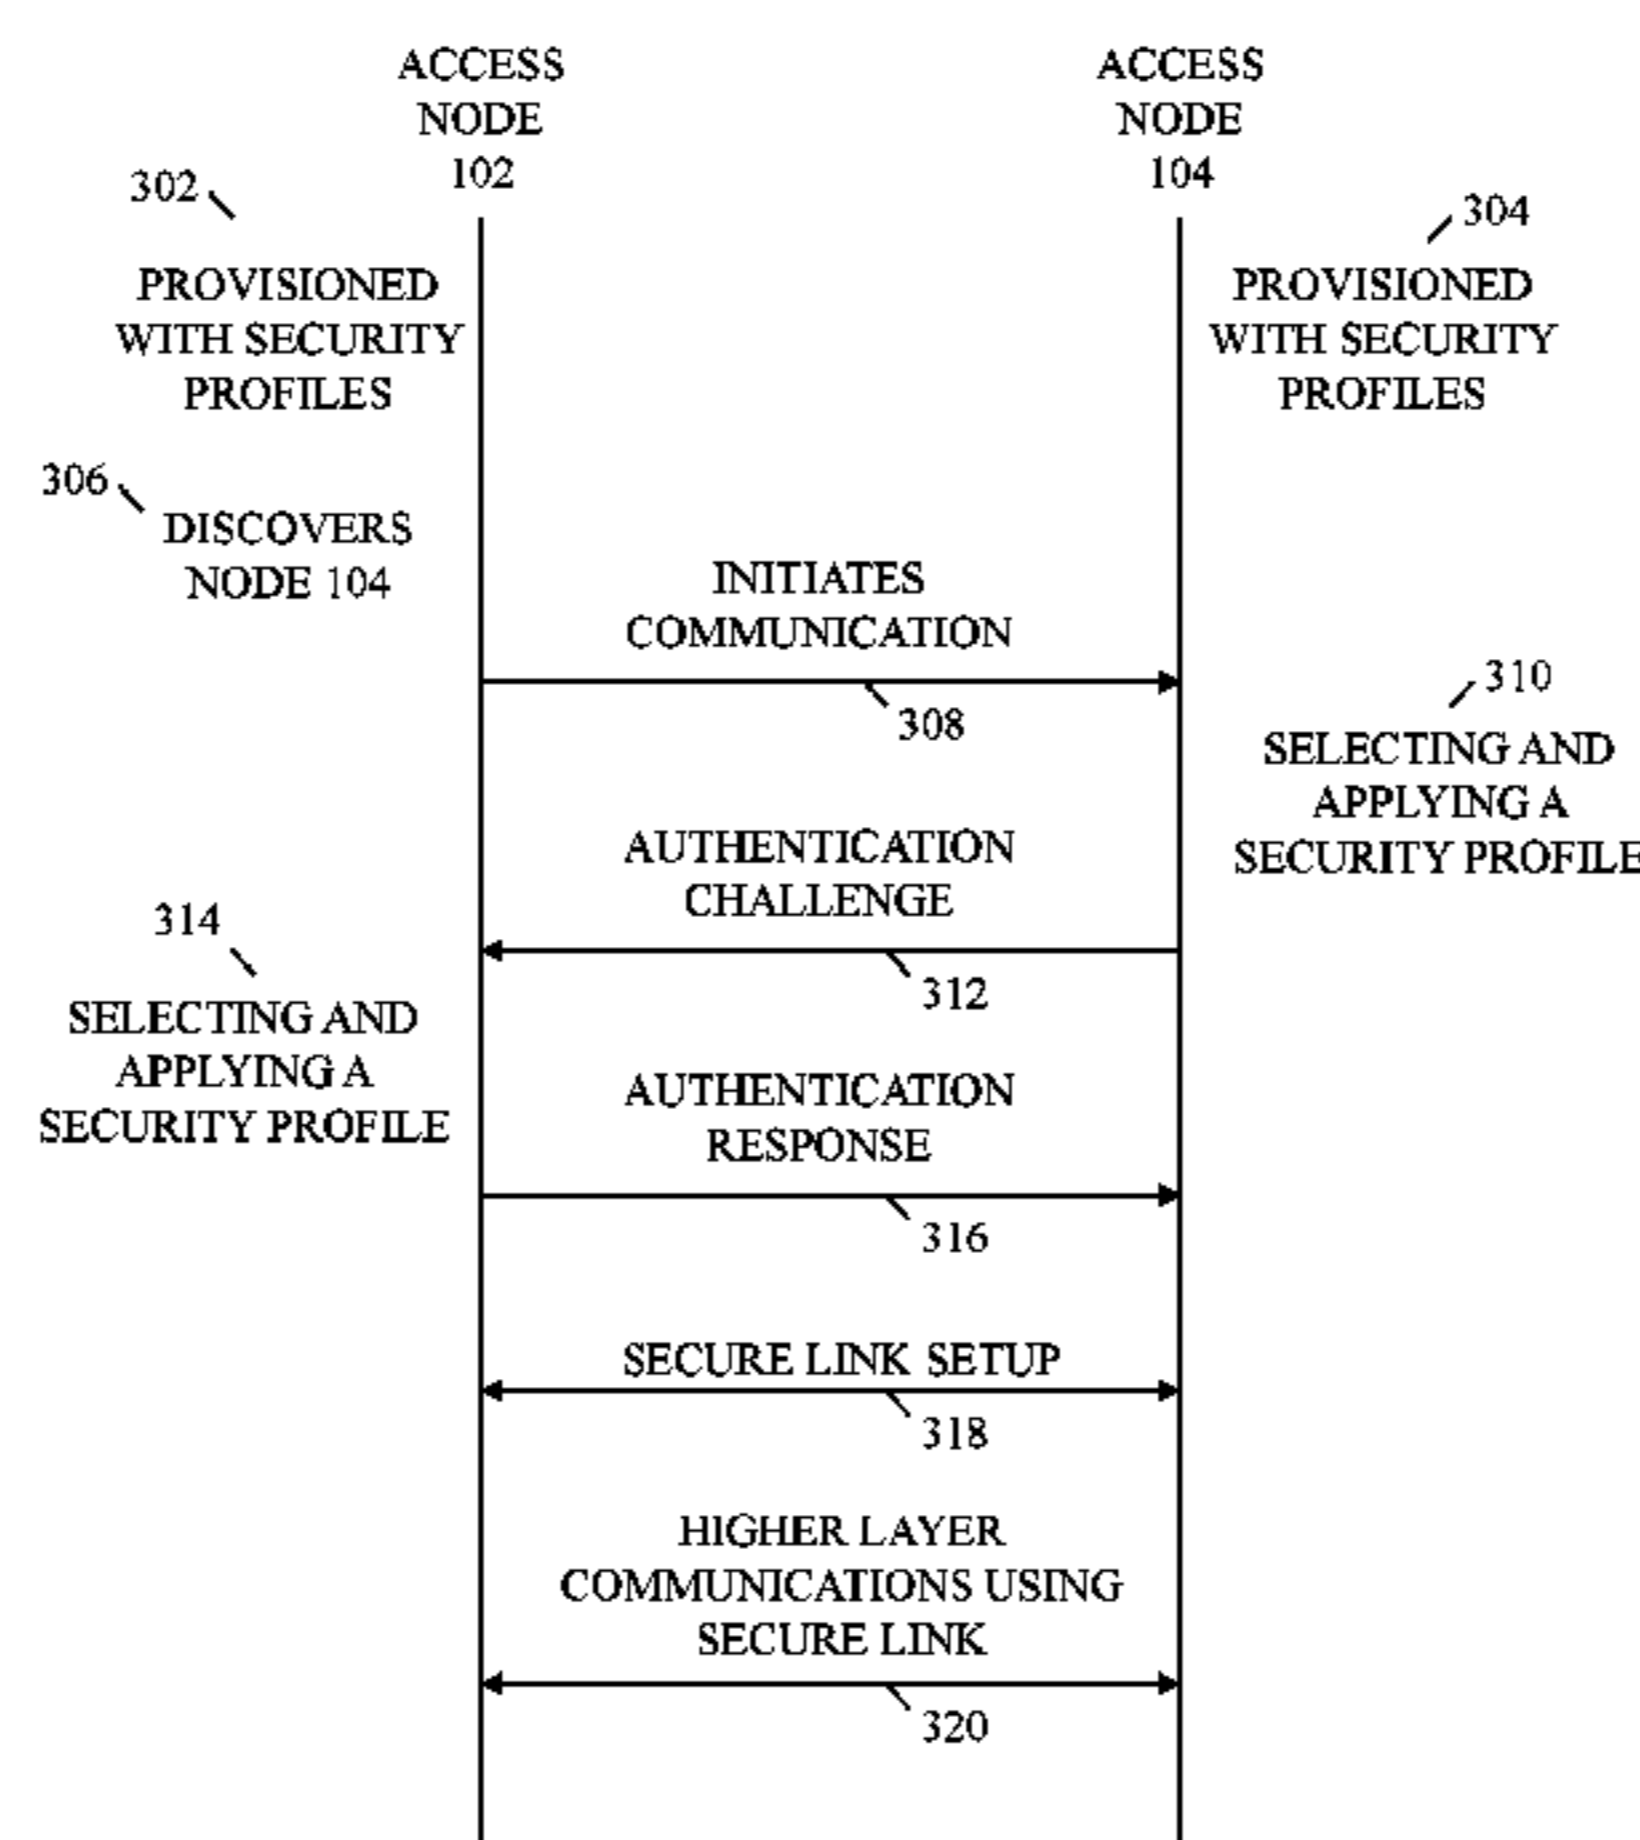 ACCESS
NODE
102
ACCESS
NODE
104
302
PROVISIONED
WITH SECURITY
PROFILES
304
PROVISIONED
WITH SECURITY
PROFILES
306
DISCOVERS
NODE 104
INITIATES
COMMUNICATION
308
310
SELECTING AND
APPLYING A
SECURITY PROFILE
AUTHENTICATION
CHALLENGE
312
314
SELECTING AND
APPLYING A
SECURITY PROFILE
AUTHENTICATION
RESPONSE
316
SECURE LINK SETUP
318
HIGHER LAYER
COMMUNICATIONS USING
SECURE LINK
320